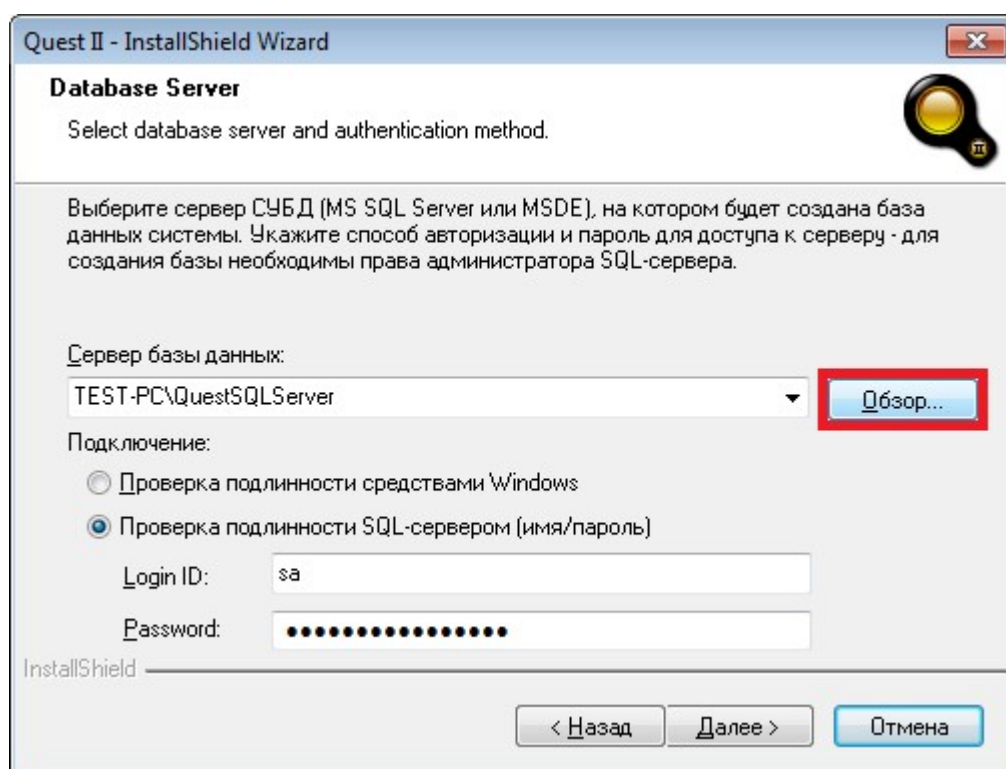 Quest II - InstallShield Wizard
Database Server
Select database server and authentication method.
II
Выберите сервер СУБД (MS SQL Server или MSDE), на котором будет создана база
данных системы. Укажите способ авторизации и пароль для доступа к серверу - для
создания базы необходимы права администратора SQL-сервера.
Сервер базы данных:
TEST-PC\QuestSQLServer
Обзор...
Подключение:
Проверка подлинности средствами Windows
Проверка подлинности SQL-сервером (имя/пароль)
Login ID:
sa
Password:
●●●●●●●●●●●●●●●●
InstallShield
< Назад
Далее >
Отмена